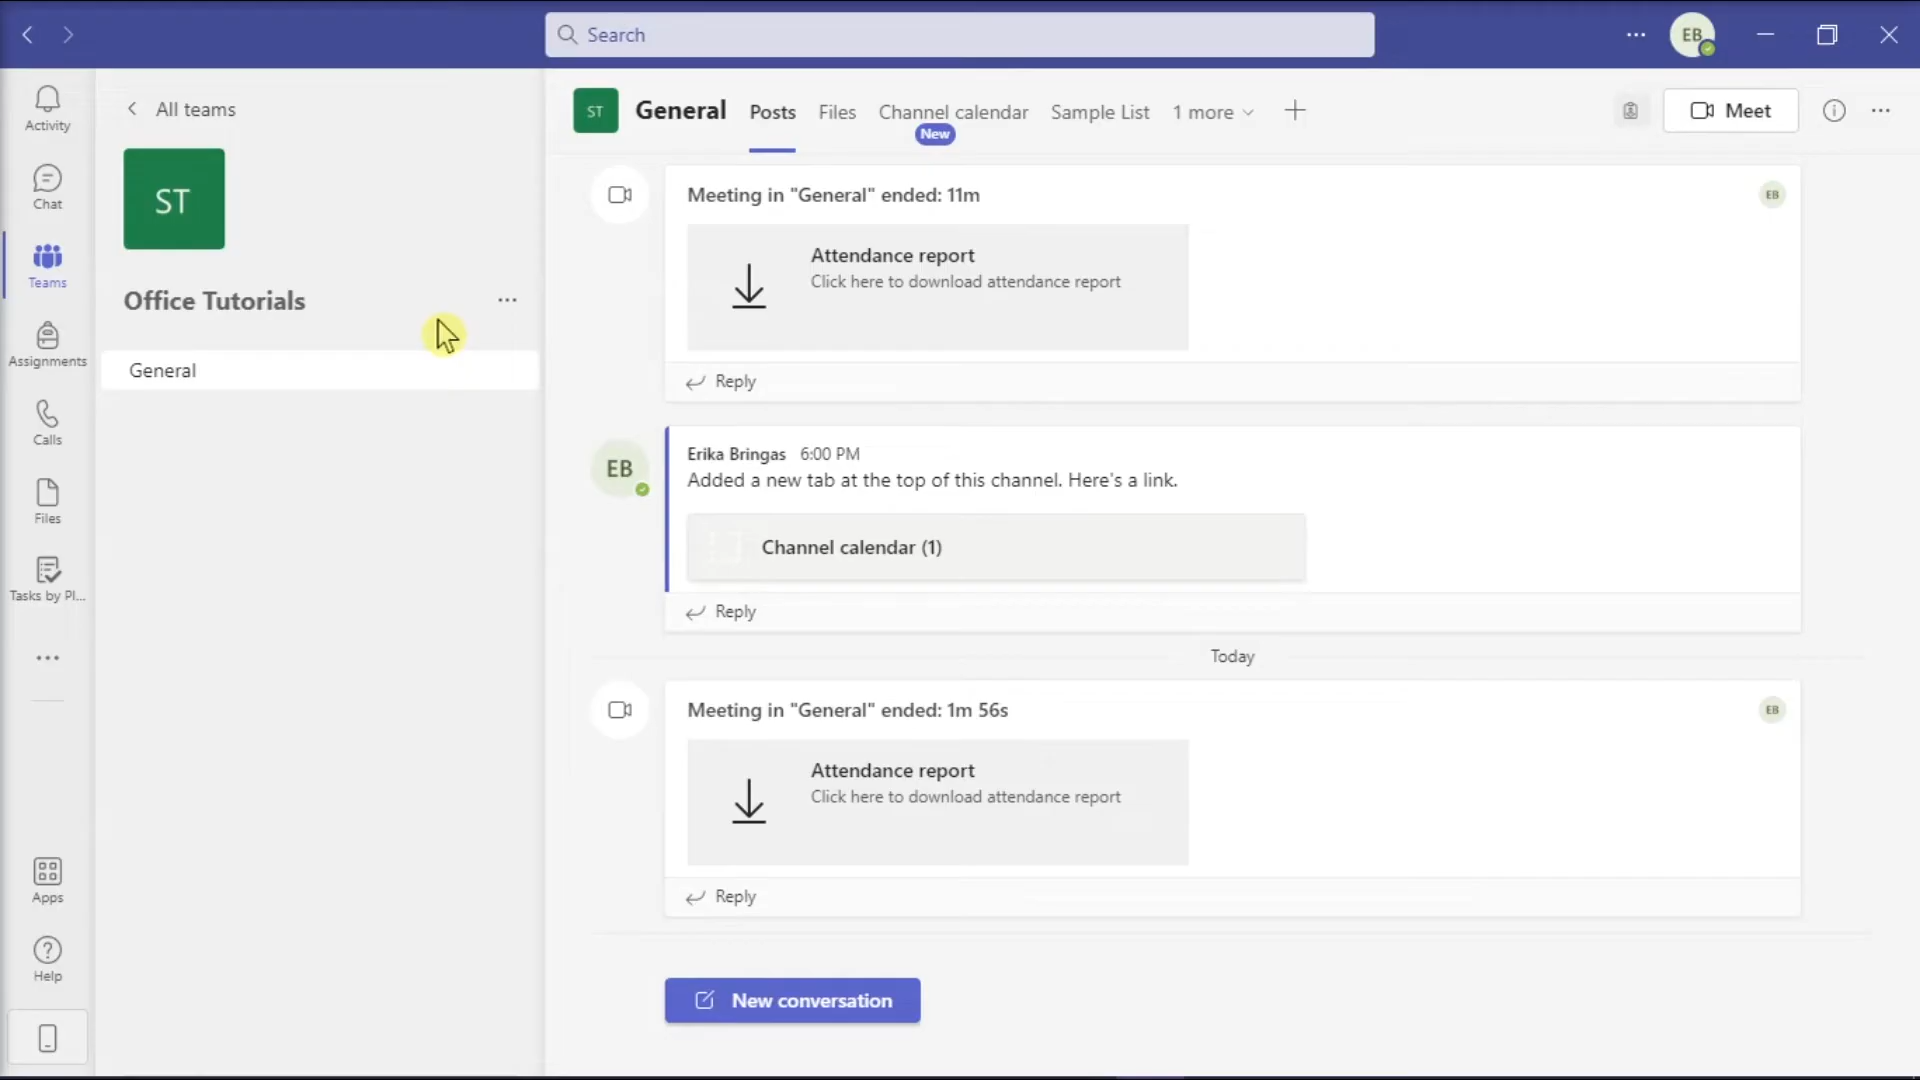 Search
EB
Activity
Chat
Teams
Assignments
Calls
Files
Tasks by Pl...
Apps
Help
All teams
ST
Office Tutorials
General
ST
General
Posts
Files
Channel calendar
New
Sample List
1 more
Meet
Meeting in "General" ended: 11m
EB
Attendance report
Click here to download attendance report
Reply
EB
Erika Bringas 6:00 PM
Added a new tab at the top of this channel. Here's a link.
Channel calendar (1)
Reply
Today
Meeting in "General" ended: 1m 56s
EB
Attendance report
Click here to download attendance report
Reply
New conversation